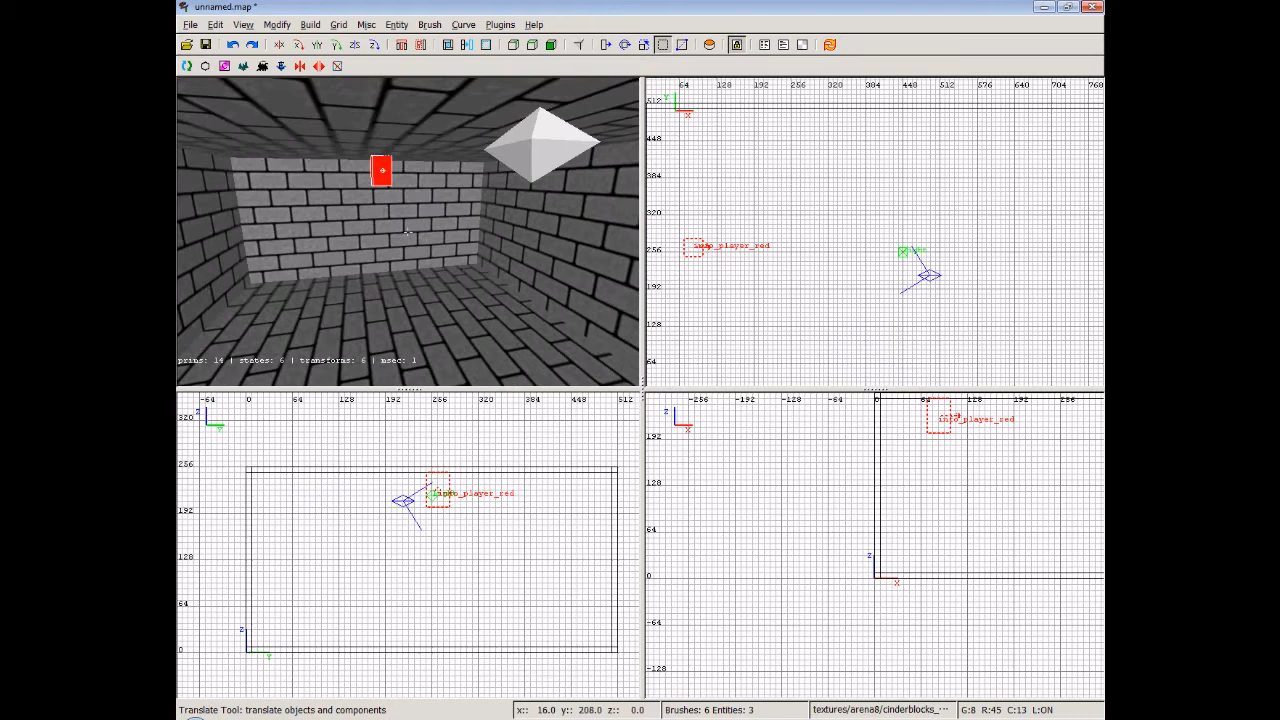 unnamed.map *
File Edit View Modify Build Grid Misc Entity Brush Curve Plugins Help
64 128 192 256 320 384 448 512 576 640 704 768
Y
X
512
448
384
320
256
192
128
64
info_player_red
prims: 14 | states: 6 | transforms: 6 | msec: 1
-64 0 64 128 192 256 320 384 448 512
Z
Y
320
256
192
128
64
0
info_player_red
Z
Y
-256 -192 -128 -64 0 64 128 192 256
Z
X
192
128
64
0
-64
-128
info_player_red
Z
X
Translate Tool: translate objects and components
x:: 16.0 y:: 208.0 z:: 0.0
Brushes: 6 Entities: 3
textures/arena8/cinderblocks_···
G:8 R:45 C:13 L:ON